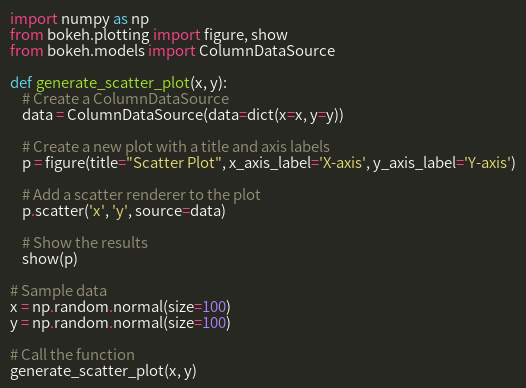 import numpy as np
from bokeh.plotting import figure, show
from bokeh.models import ColumnDataSource

def generate_scatter_plot(x, y):
    # Create a ColumnDataSource
    data = ColumnDataSource(data=dict(x=x, y=y))

    # Create a new plot with a title and axis labels
    p = figure(title="Scatter Plot", x_axis_label='X-axis', y_axis_label='Y-axis')

    # Add a scatter renderer to the plot
    p.scatter('x', 'y', source=data)

    # Show the results
    show(p)

# Sample data
x = np.random.normal(size=100)
y = np.random.normal(size=100)

# Call the function
generate_scatter_plot(x, y)